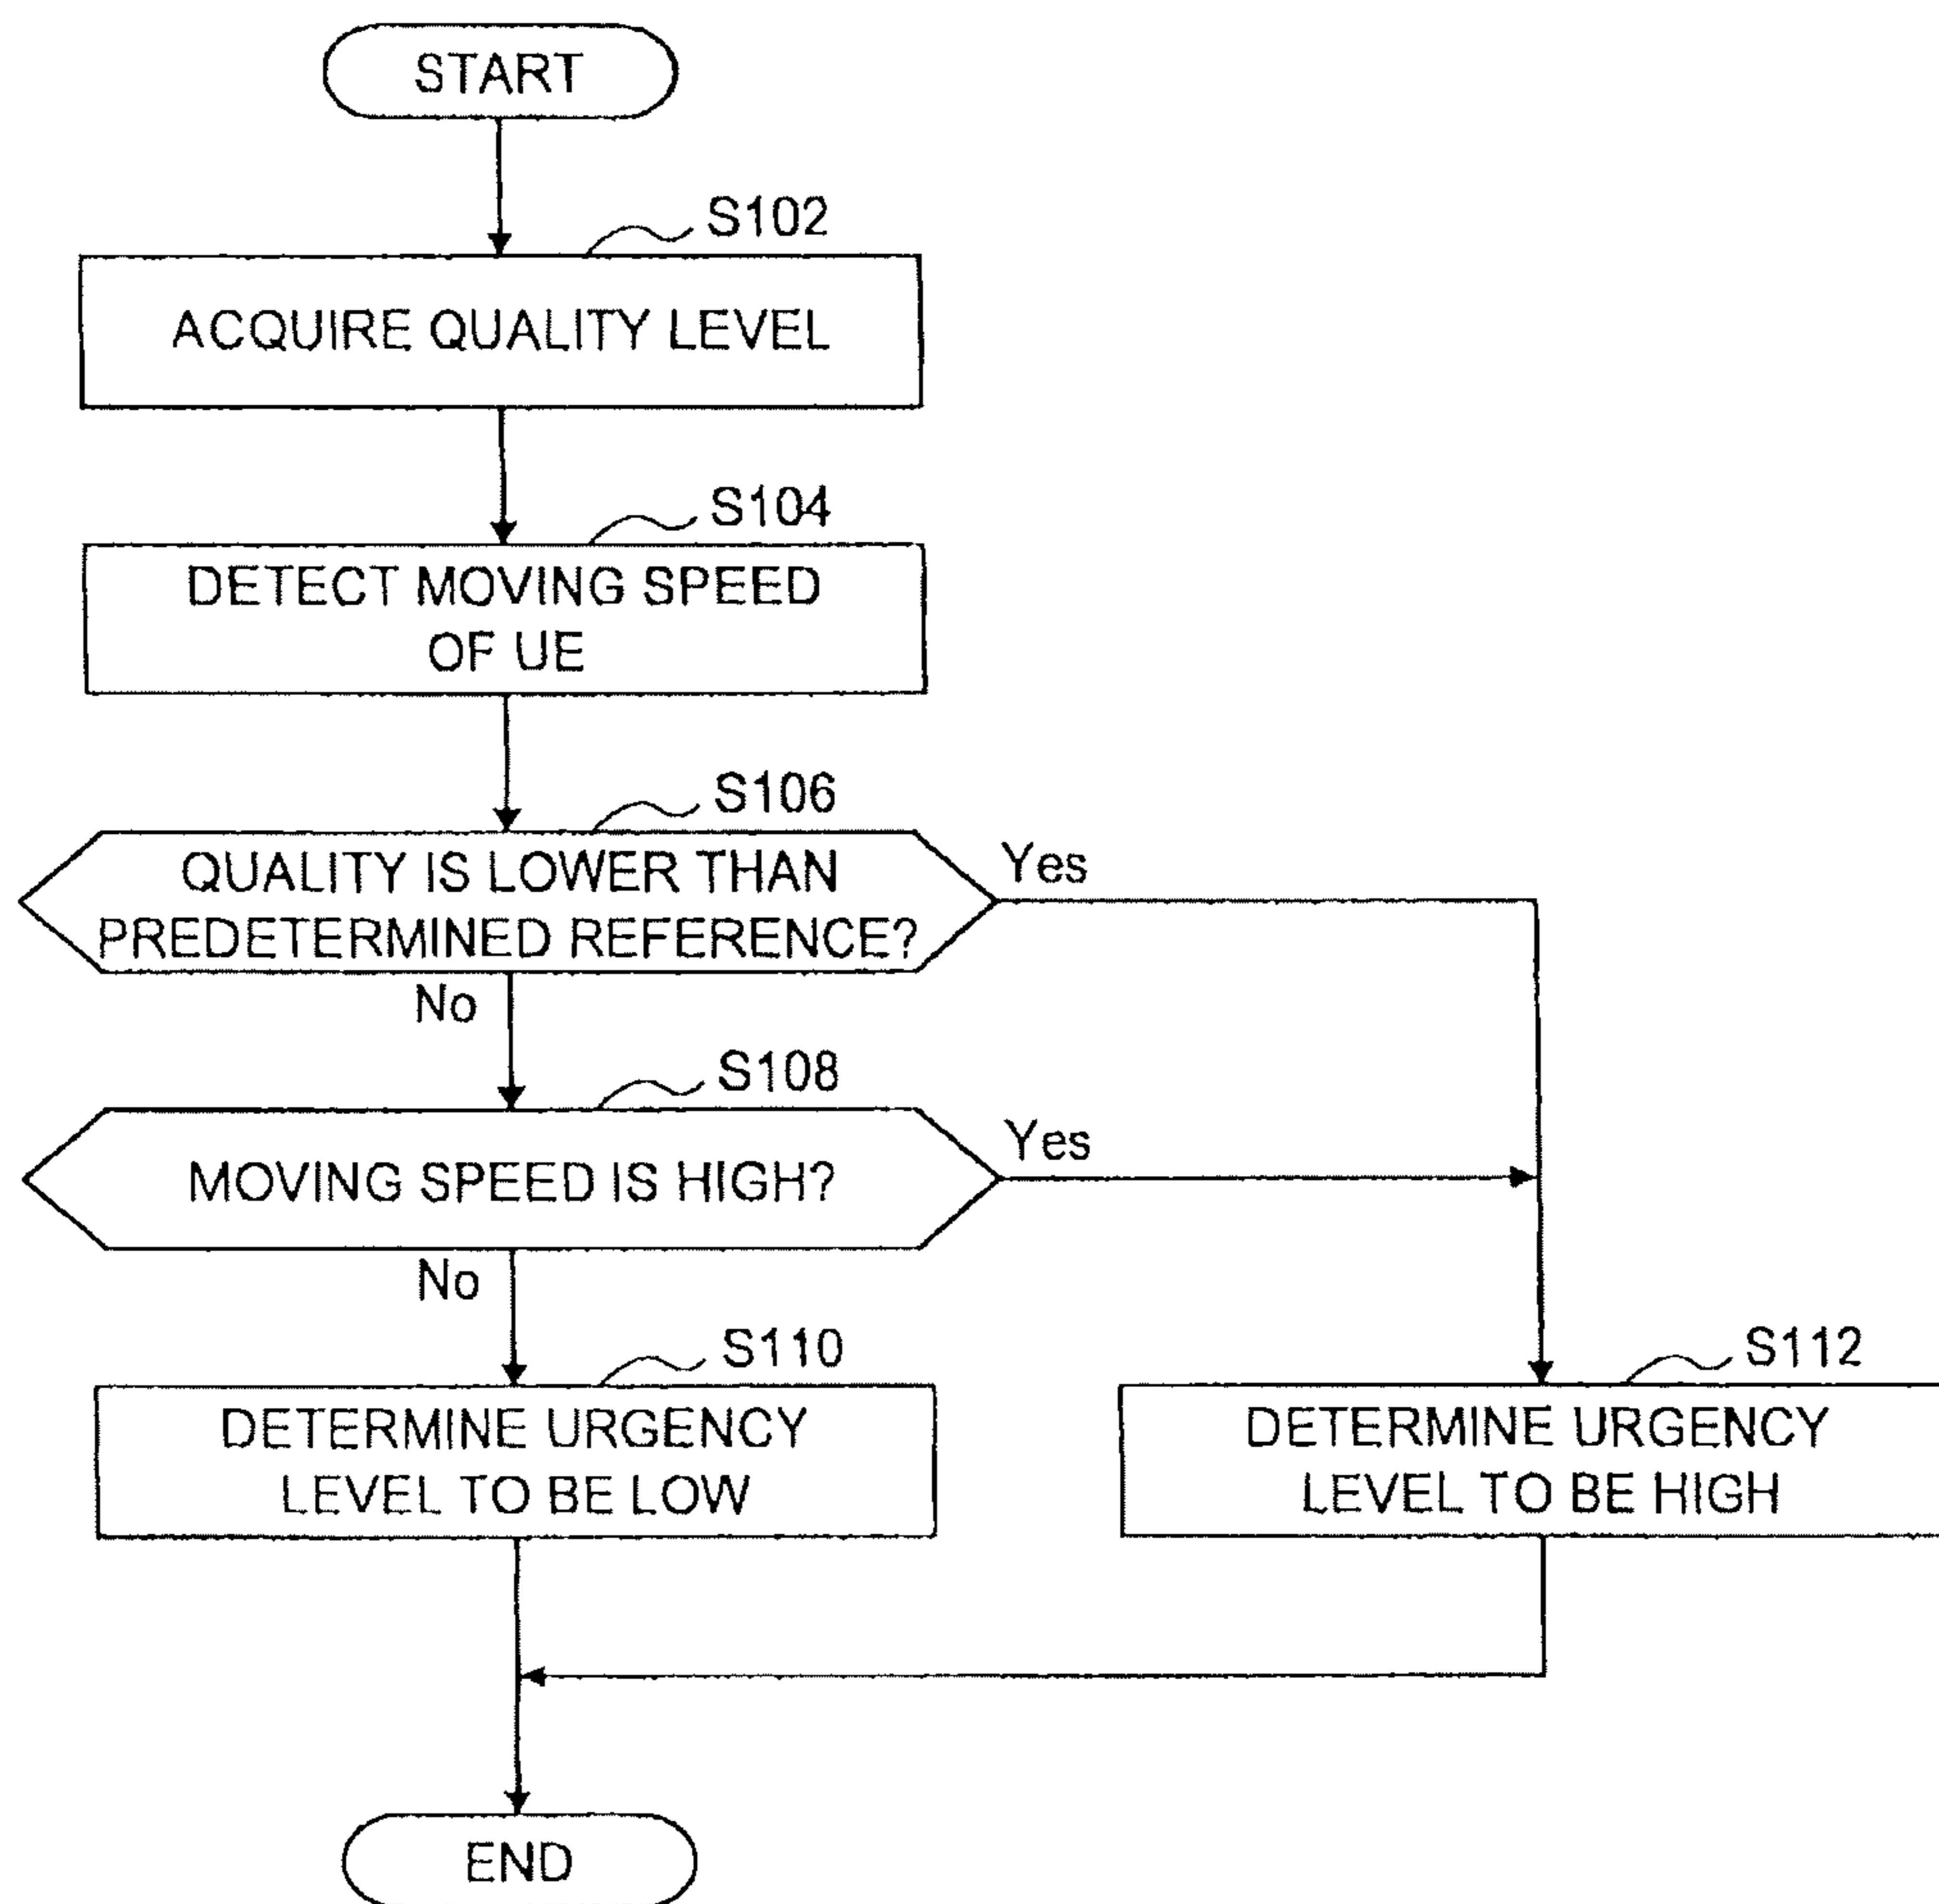 START
S102
ACQUIRE QUALITY LEVEL
S104
DETECT MOVING SPEED
OF UE
S106
QUALITY IS LOWER THAN
PREDETERMINED REFERENCE?
Yes
No
S108
MOVING SPEED IS HIGH?
Yes
No
S110
DETERMINE URGENCY
LEVEL TO BE LOW
S112
DETERMINE URGENCY
LEVEL TO BE HIGH
END